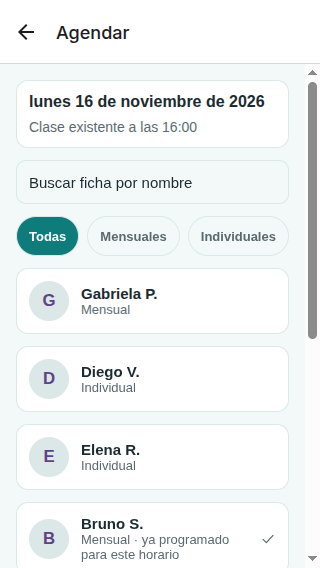 Agendar
lunes 16 de noviembre de 2026
Clase existente a las 16:00
Buscar ficha por nombre
Todas
Mensuales
Individuales
G
Gabriela P.
Mensual
D
Diego V.
Individual
E
Elena R.
Individual
B
Bruno S.
Mensual · ya programado
para este horario